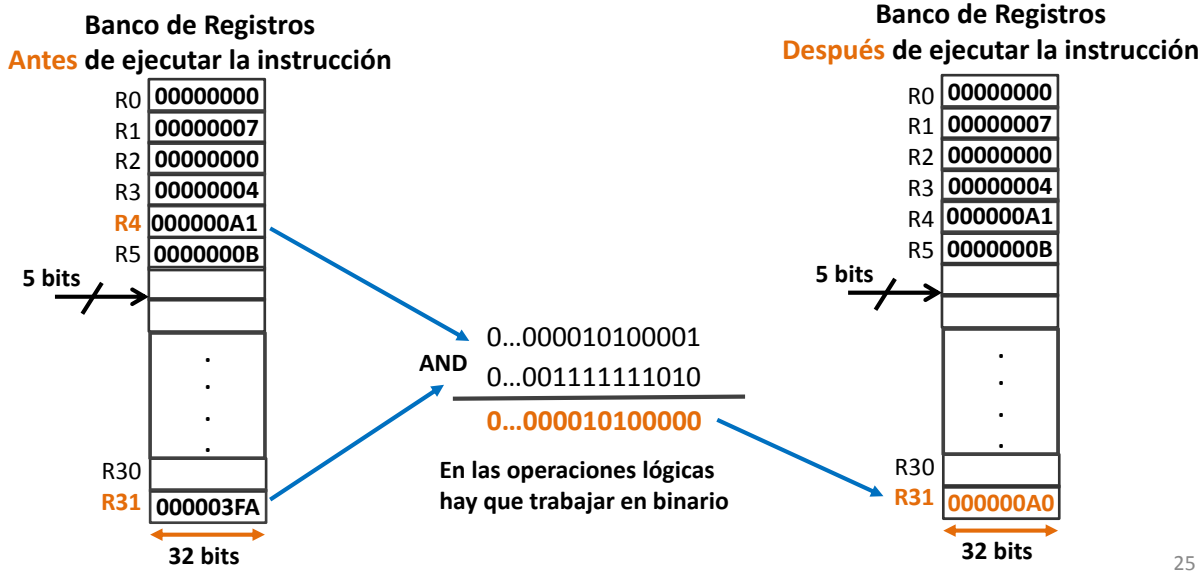 Banco de Registros
Antes de ejecutar la instrucción
R0 00000000
R1 00000007
R2 00000000
R3 00000004
R4 000000A1
R5 0000000B
5 bits
.
.
.
.
R30
R31 000003FA
32 bits
AND
0...000010100001
0...001111111010
0...000010100000
En las operaciones lógicas
hay que trabajar en binario
Banco de Registros
Después de ejecutar la instrucción
R0 00000000
R1 00000007
R2 00000000
R3 00000004
R4 000000A1
R5 0000000B
5 bits
.
.
.
.
R30
R31 000000A0
32 bits
25